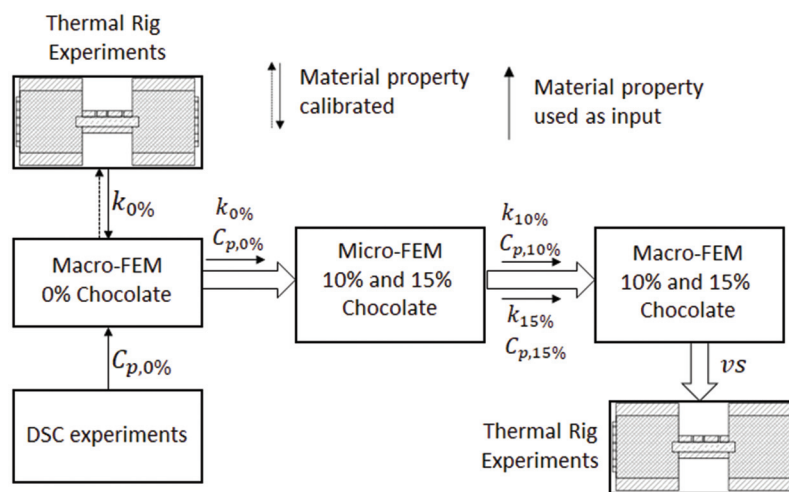 Thermal Rig
Experiments
Material property
calibrated
Material property
used as input
k0%
Macro-FEM
0% Chocolate
k0%
Cp,0%
Micro-FEM
10% and 15%
Chocolate
k10%
Cp,10%
k15%
Cp,15%
Macro-FEM
10% and 15%
Chocolate
Cp,0%
vs
DSC experiments
Thermal Rig
Experiments